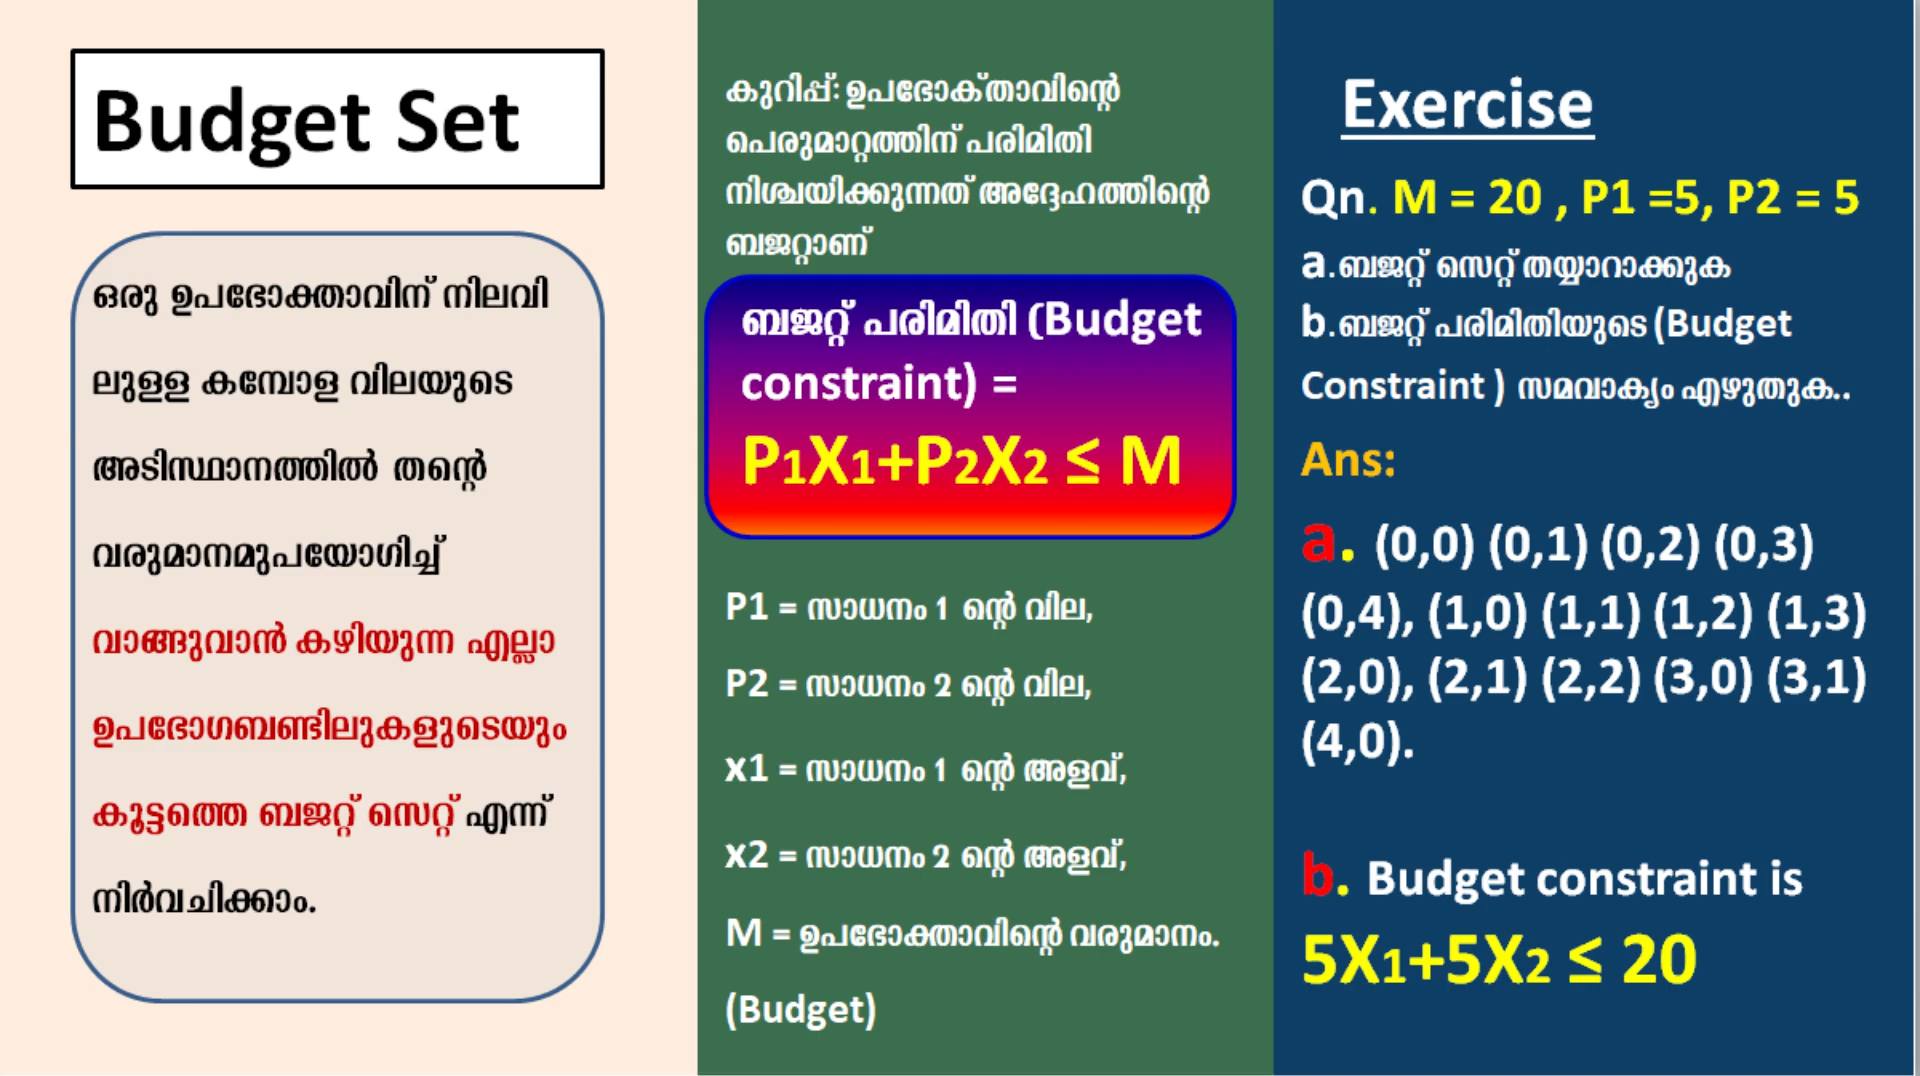 Budget Set
ഒരു ഉപഭോക്താവിന് നിലവി
ലുളള കമ്പോള വിലയുടെ
അടിസ്ഥാനത്തിൽ തന്റെ
വരുമാനമുപയോഗിച്ച്
വാങ്ങുവാൻ കഴിയുന്ന എല്ലാ
ഉപഭോഗബണ്ടിലുകളുടെയും
കൂട്ടത്തെ ബജറ്റ് സെറ്റ് എന്ന്
നിർവചിക്കാം.
കുറിപ്പ്: ഉപഭോക്താവിന്റെ
പെരുമാറ്റത്തിന് പരിമിതി
നിശ്ചയിക്കുന്നത് അദ്ദേഹത്തിന്റെ
ബജറ്റാണ്
ബജറ്റ് പരിമിതി (Budget
constraint) =
P1X1+P2X2 ≤ M
P1 = സാധനം 1 ന്റെ വില,
P2 = സാധനം 2 ന്റെ വില,
x1 = സാധനം 1 ന്റെ അളവ്,
x2 = സാധനം 2 ന്റെ അളവ്,
M = ഉപഭോക്താവിന്റെ വരുമാനം.
(Budget)
Exercise
Qn. M = 20 , P1 =5, P2 = 5
a.ബജറ്റ് സെറ്റ് തയ്യാറാക്കുക
b.ബജറ്റ് പരിമിതിയുടെ (Budget
Constraint ) സമവാക്യം എഴുതുക..
Ans:
a. (0,0) (0,1) (0,2) (0,3)
(0,4), (1,0) (1,1) (1,2) (1,3)
(2,0), (2,1) (2,2) (3,0) (3,1)
(4,0).
b. Budget constraint is
5X1+5X2 ≤ 20